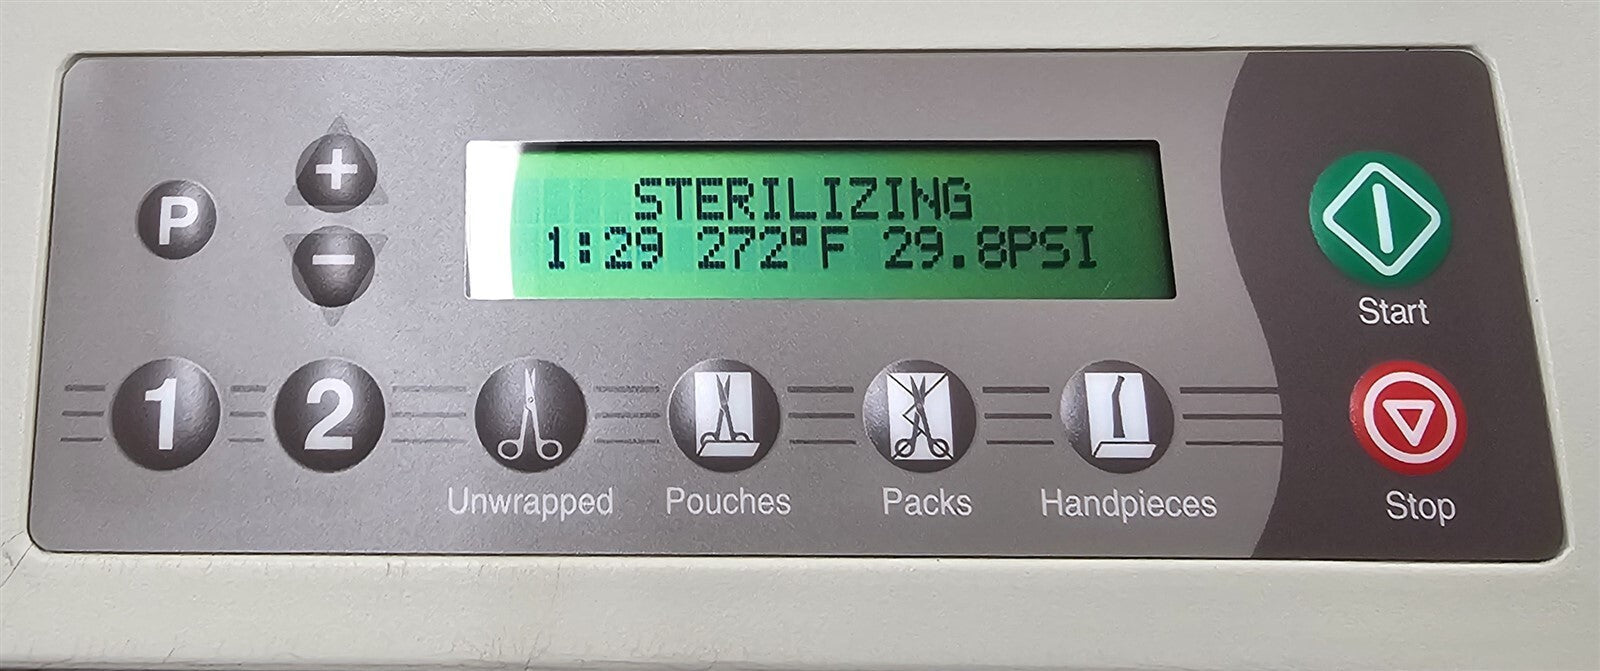 P
+
−
STERILIZING
1:29 272°F 29.8PSI
Start
1 2
Unwrapped Pouches Packs Handpieces
Stop